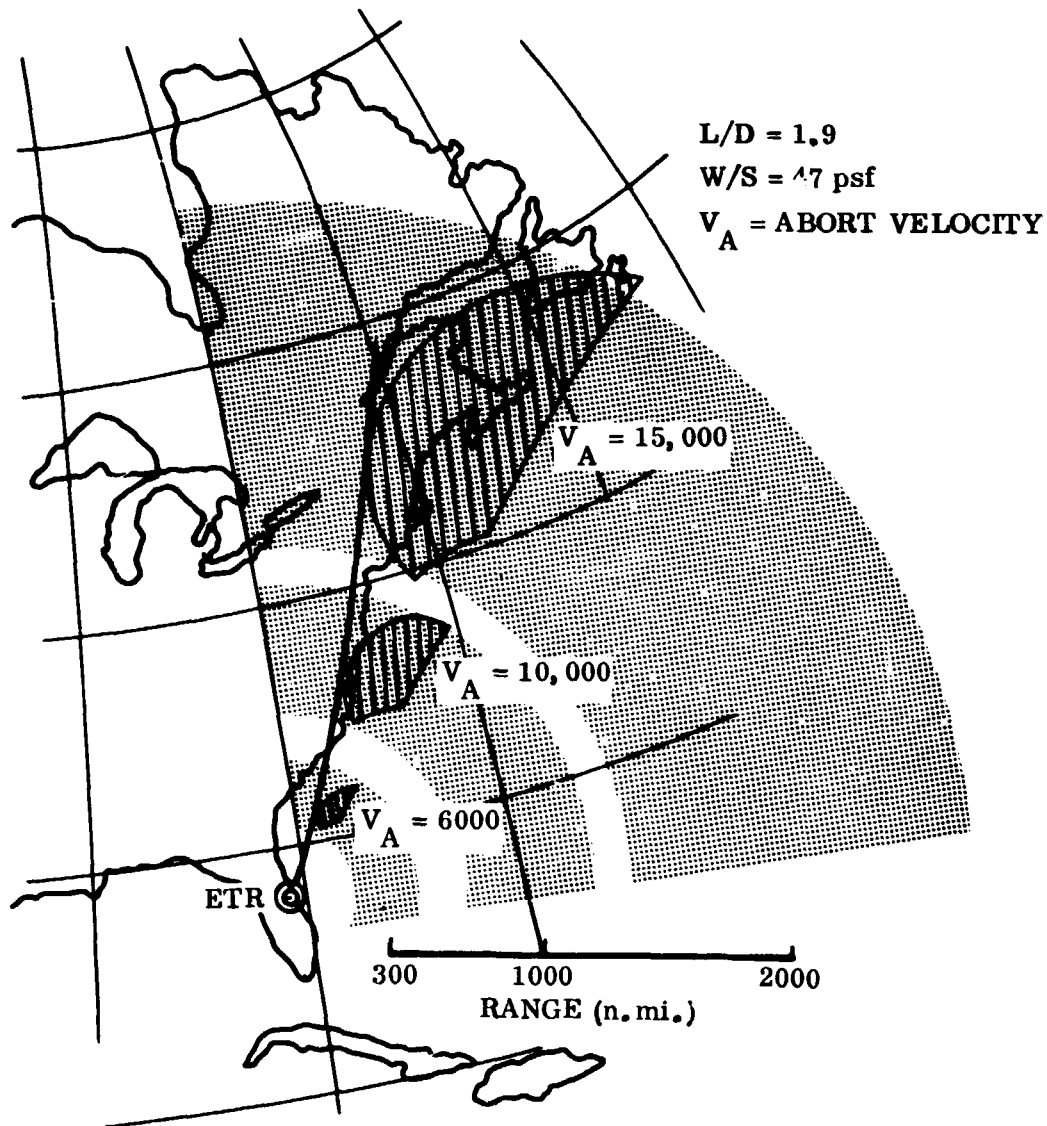 L/D = 1.9
W/S = 47 psf
V_A = ABORT VELOCITY
V_A = 15,000
V_A = 10,000
V_A = 6000
ETR
300 1000 2000
RANGE (n.mi.)